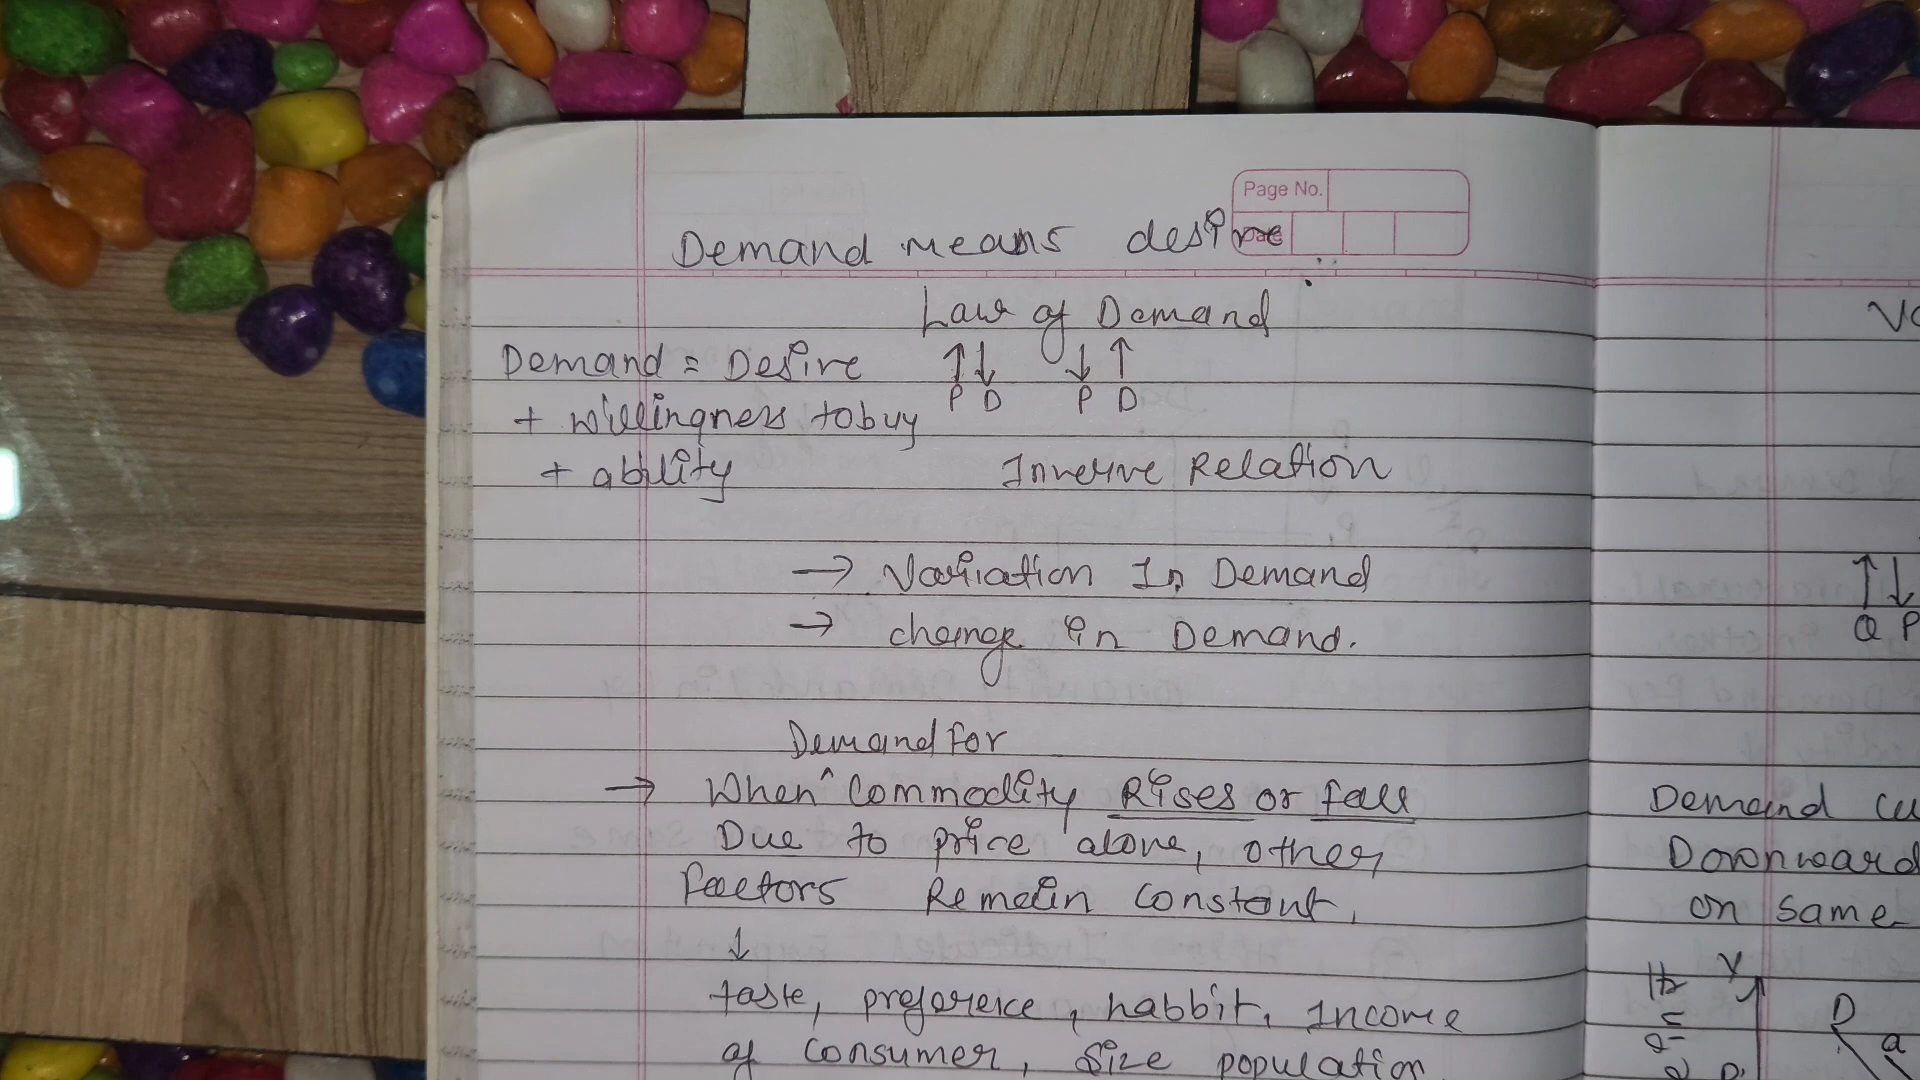 Page No.
Demand means desire
Law of Demand
Demand = Desire ↑↓ ↓↑
+ willingness to buy P D P D
+ ability Inverse Relation
→ Variation In Demand
→ change in Demand.
Demand for
→ When ^ Commodity Rises or fall
Due to price alone, other
factors Remain constant,
↓
taste, preference, habbit, Income
of consumer, size population
↑↓
Q P
Demand cu
Downward
on same
Y
D
a